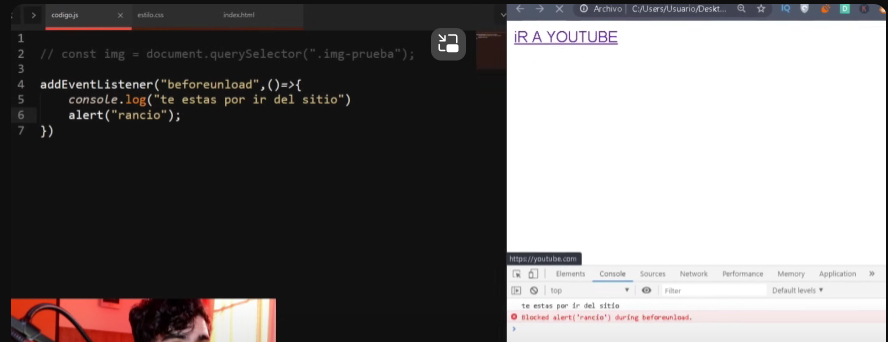 codigo.js
estilo.css
index.html
1
2 // const img = document.querySelector(".img-prueba");
3
4 addEventListener("beforeunload",()=>{
5 console.log("te estas por ir del sitio")
6 alert("rancio");
7 })
Archivo | C:/Users/Usuario/Deskt...
iR A YOUTUBE
https://youtube.com
Elements Console Sources Network Performance Memory Application »
top Filter Default levels
te estas por ir del sitio
Blocked alert('rancio') during beforeunload.